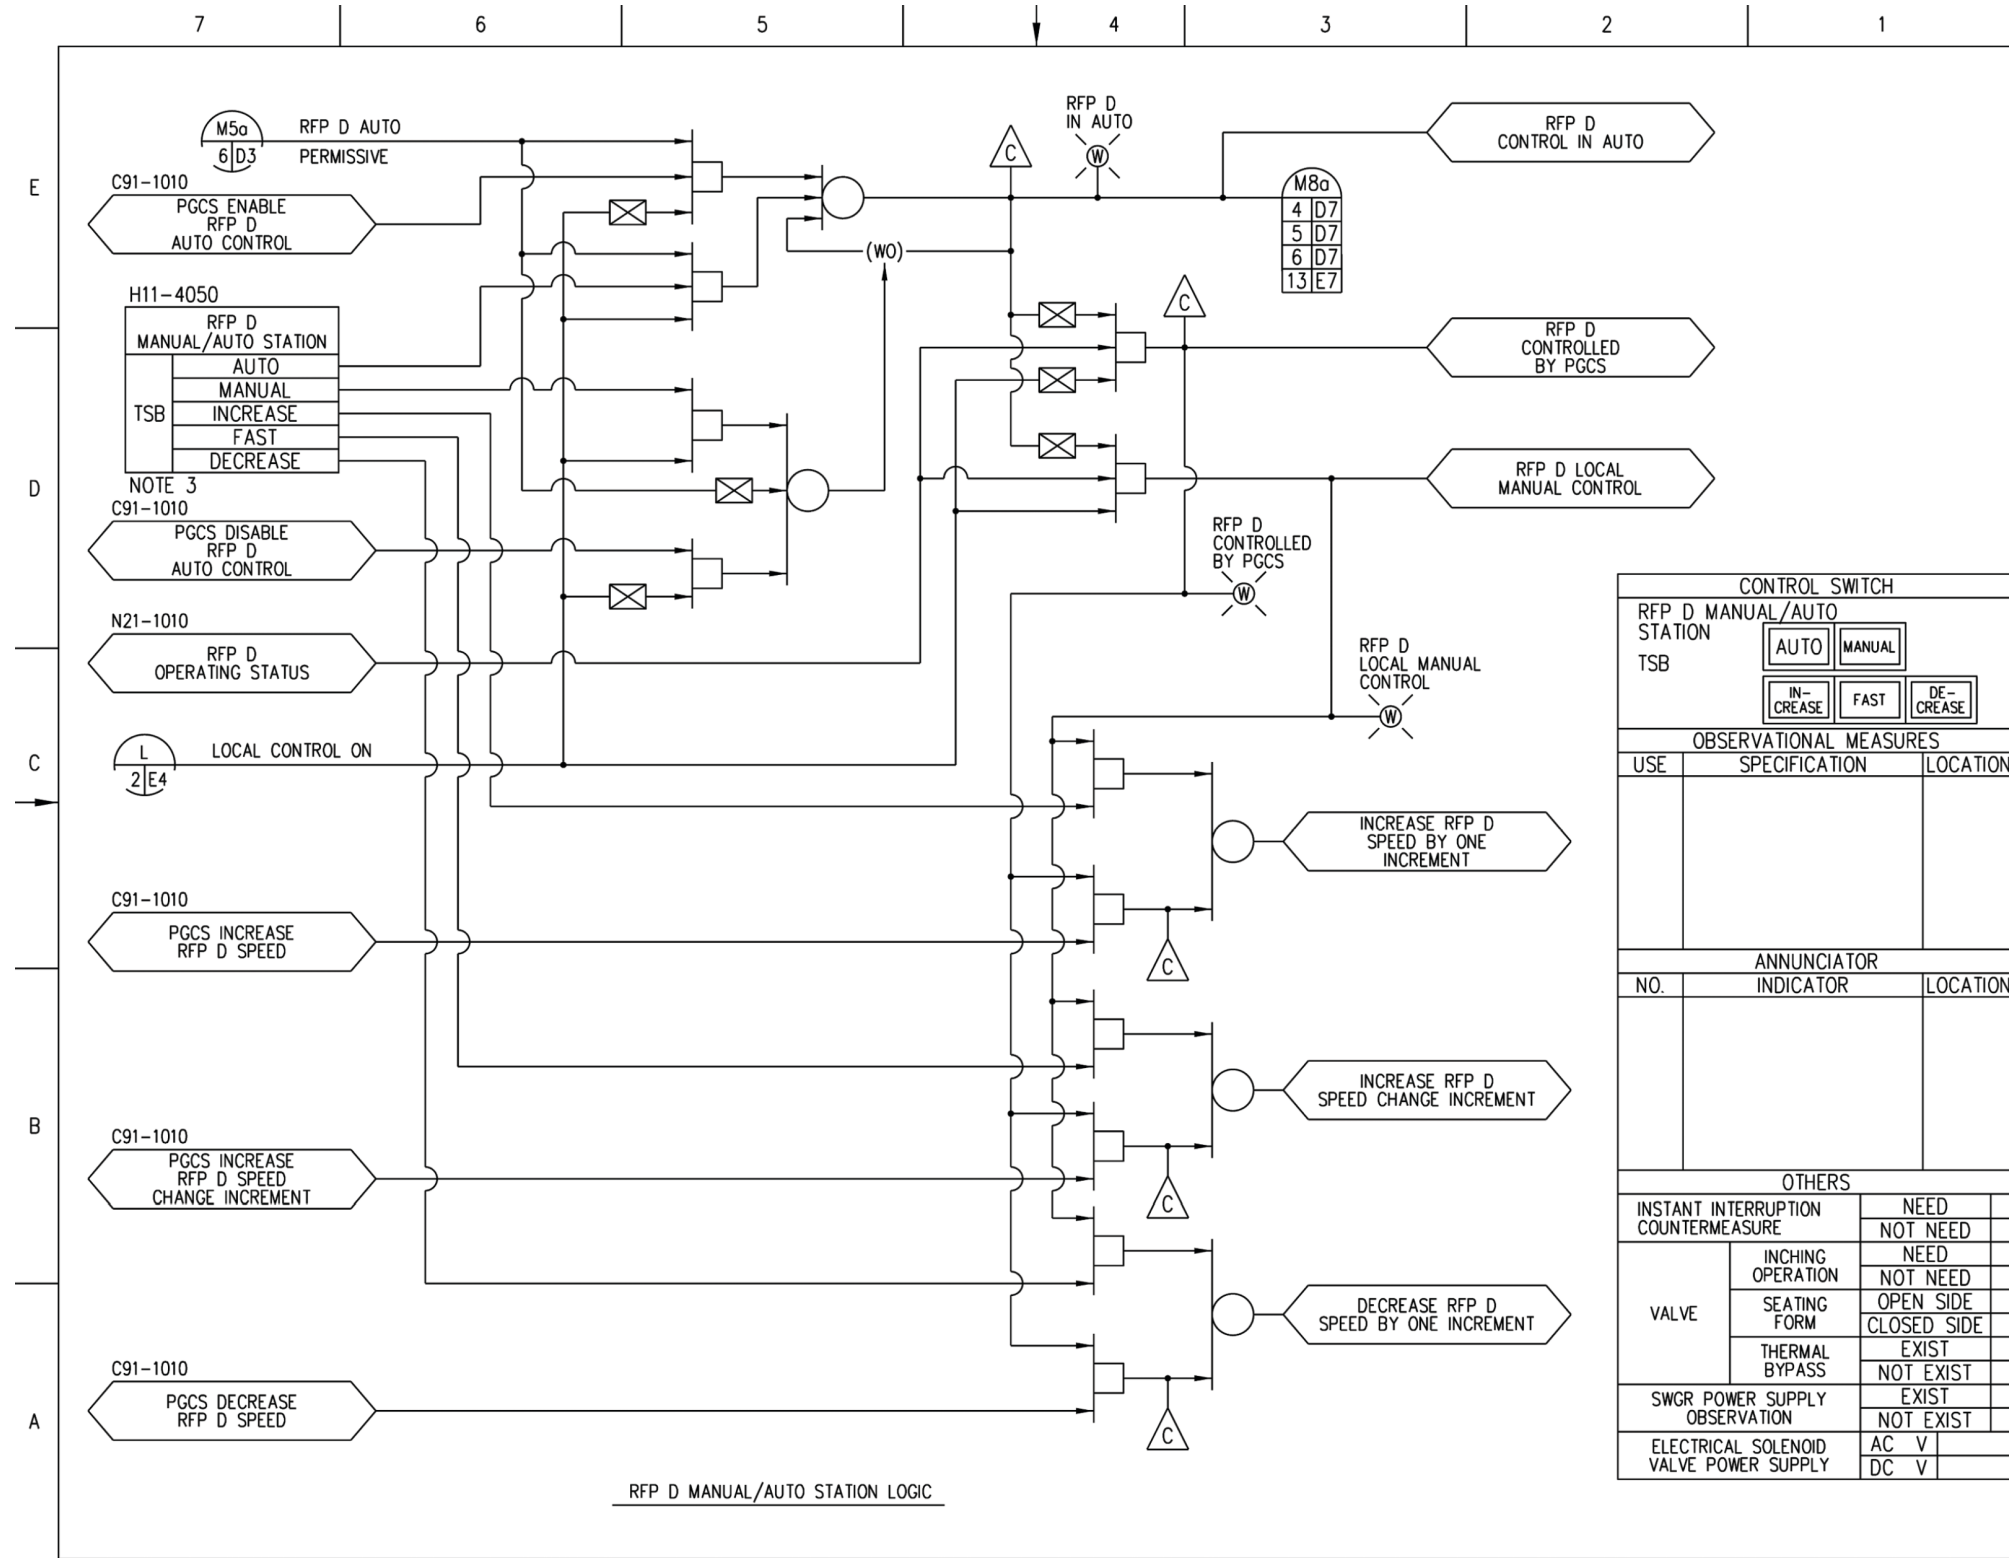 7 6 5 4 3 2 1
E
D
C
B
A
M5a
6 D3
RFP D AUTO
PERMISSIVE
C91-1010
PGCS ENABLE
RFP D
AUTO CONTROL
H11-4050
RFP D
MANUAL/AUTO STATION
TSB
AUTO
MANUAL
INCREASE
FAST
DECREASE
NOTE 3
C91-1010
PGCS DISABLE
RFP D
AUTO CONTROL
N21-1010
RFP D
OPERATING STATUS
L
2 E4
LOCAL CONTROL ON
C91-1010
PGCS INCREASE
RFP D SPEED
C91-1010
PGCS INCREASE
RFP D SPEED
CHANGE INCREMENT
C91-1010
PGCS DECREASE
RFP D SPEED
(WO)
C
RFP D
IN AUTO
W
M8a
4 D7
5 D7
6 D7
13 E7
RFP D
CONTROL IN AUTO
C
RFP D
CONTROLLED
BY PGCS
RFP D LOCAL
MANUAL CONTROL
RFP D
CONTROLLED
BY PGCS
W
RFP D
LOCAL MANUAL
CONTROL
W
INCREASE RFP D
SPEED BY ONE
INCREMENT
C
INCREASE RFP D
SPEED CHANGE INCREMENT
C
DECREASE RFP D
SPEED BY ONE INCREMENT
C
CONTROL SWITCH
RFP D MANUAL/AUTO
STATION
TSB
AUTO MANUAL
IN-
CREASE
FAST
DE-
CREASE
OBSERVATIONAL MEASURES
USE SPECIFICATION LOCATION
ANNUNCIATOR
NO. INDICATOR LOCATION
OTHERS
INSTANT INTERRUPTION
COUNTERMEASURE
NEED
NOT NEED
VALVE
INCHING
OPERATION
NEED
NOT NEED
SEATING
FORM
OPEN SIDE
CLOSED SIDE
THERMAL
BYPASS
EXIST
NOT EXIST
SWGR POWER SUPPLY
OBSERVATION
EXIST
NOT EXIST
ELECTRICAL SOLENOID
VALVE POWER SUPPLY
AC V
DC V
RFP D MANUAL/AUTO STATION LOGIC